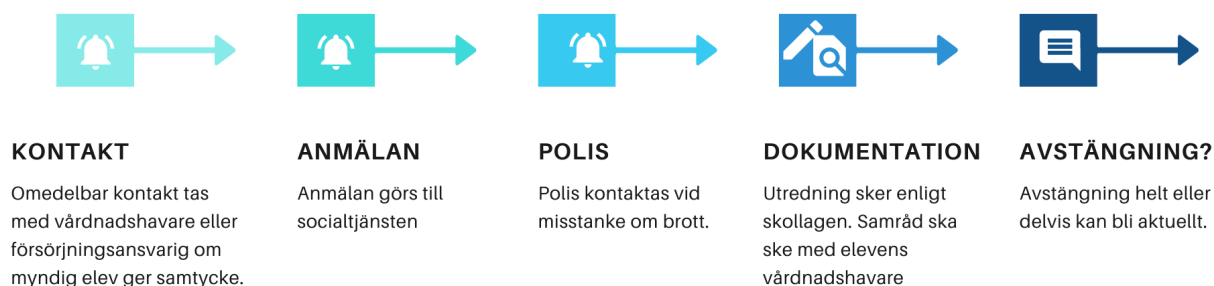 KONTAKT
Omedelbar kontakt tas
med vårdnadshavare eller
försörjningsansvarig om
myndig elev ger samtycke.
ANMÄLAN
Anmälan görs till
socialtjänsten
POLIS
Polis kontaktas vid
misstanke om brott.
DOKUMENTATION
Utredning sker enligt
skollagen. Samråd ska
ske med elevens
vårdnadshavare
AVSTÄNGNING?
Avstängning helt eller
delvis kan bli aktuellt.